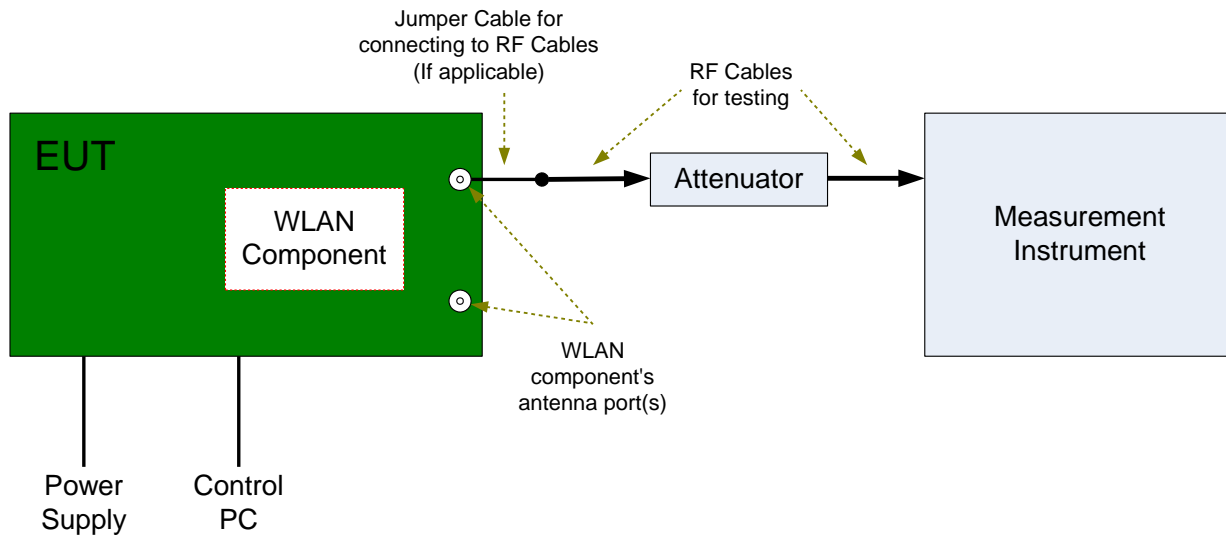 Jumper Cable for
connecting to RF Cables
(If applicable)
RF Cables
for testing
EUT
WLAN
Component
Attenuator
Measurement
Instrument
WLAN
component's
antenna port(s)
Power
Supply
Control
PC